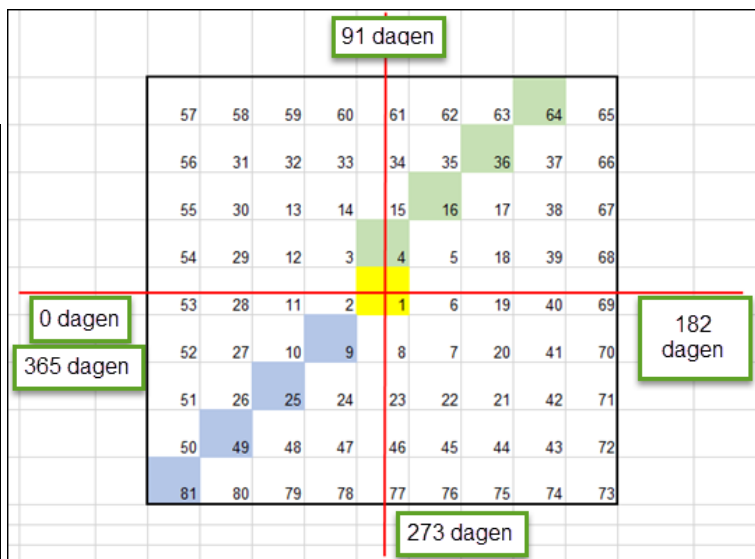 91 dagen
57 58 59 60 61 62 63 64 65
56 31 32 33 34 35 36 37 66
55 30 13 14 15 16 17 38 67
54 29 12 3 4 5 18 39 68
53 28 11 2 1 6 19 40 69
0 dagen
182
dagen
52 27 10 9 8 7 20 41 70
365 dagen
51 26 25 24 23 22 21 42 71
50 49 48 47 46 45 44 43 72
81 80 79 78 77 76 75 74 73
273 dagen